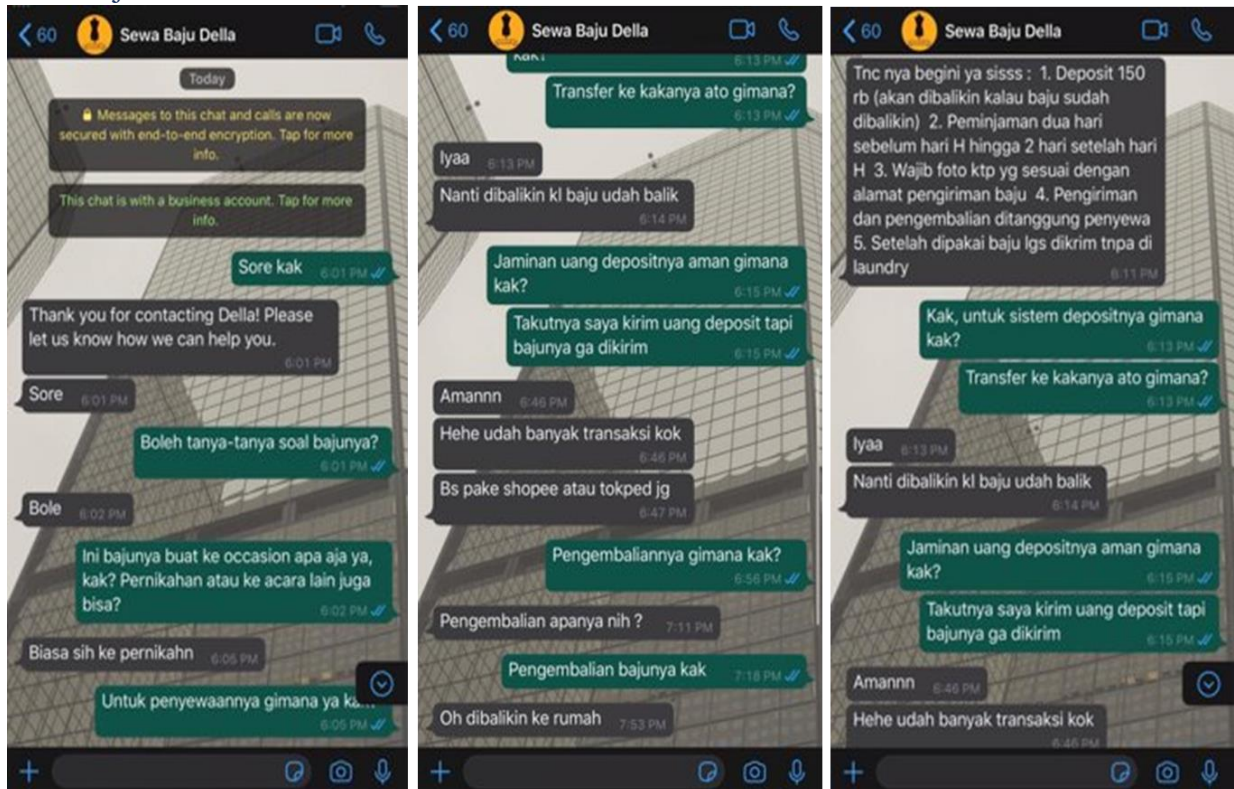 60
Sewa Baju Della
Today
Messages to this chat and calls are now
secured with end-to-end encryption. Tap for more
info.
This chat is with a business account. Tap for more
info.
Sore kak
6:01 PM
Thank you for contacting Della! Please
let us know how we can help you.
6:01 PM
Sore
6:01 PM
Boleh tanya-tanya soal bajunya?
6:01 PM
Bole
6:02 PM
Ini bajunya buat ke occasion apa aja ya,
kak? Pernikahan atau ke acara lain juga
bisa?
6:02 PM
Biasa sih ke pernikahn
6:05 PM
Untuk penyewaannya gimana ya
6:05 PM
60
Sewa Baju Della
6:13 PM
Transfer ke kakanya ato gimana?
6:13 PM
Iyaa
6:13 PM
Nanti dibalikin kl baju udah balik
6:14 PM
Jaminan uang depositnya aman gimana
kak?
6:15 PM
Takutnya saya kirim uang deposit tapi
bajunya ga dikirim
6:15 PM
Amannn
6:46 PM
Hehe udah banyak transaksi kok
6:46 PM
Bs pake shopee atau tokped jg
6:47 PM
Pengembaliannya gimana kak?
6:56 PM
Pengembalian apanya nih ?
7:11 PM
Pengembalian bajunya kak
7:18 PM
Oh dibalikin ke rumah
7:53 PM
60
Sewa Baju Della
Tnc nya begini ya sisss : 1. Deposit 150
rb (akan dibalikin kalau baju sudah
dibalikin) 2. Peminjaman dua hari
sebelum hari H hingga 2 hari setelah hari
H 3. Wajib foto ktp yg sesuai dengan
alamat pengiriman baju 4. Pengiriman
dan pengembalian ditanggung penyewa
5. Setelah dipakai baju lgs dikrim tnpa di
laundry
6:11 PM
Kak, untuk sistem depositnya gimana
kak?
6:13 PM
Transfer ke kakanya ato gimana?
6:13 PM
Iyaa
6:13 PM
Nanti dibalikin kl baju udah balik
6:14 PM
Jaminan uang depositnya aman gimana
kak?
6:15 PM
Takutnya saya kirim uang deposit tapi
bajunya ga dikirim
6:15 PM
Amannn
6:46 PM
Hehe udah banyak transaksi kok
6:46 PM